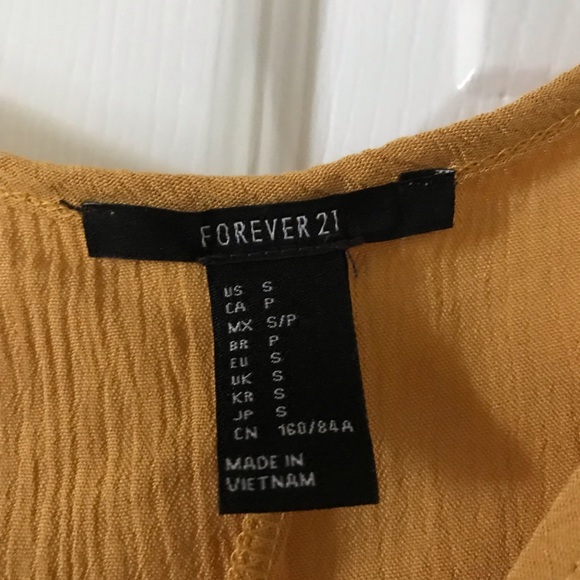 FOREVER 21
US S
CA P
MX S/P
BR P
EU S
UK S
KR S
JP S
CN 160/84A
MADE IN
VIETNAM